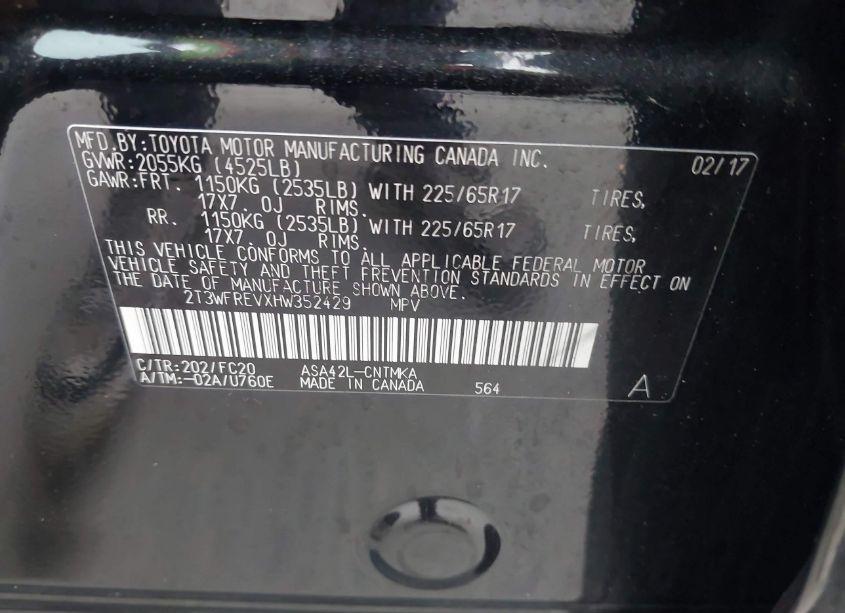 MFD.BY:TOYOTA MOTOR MANUFACTURING CANADA INC. 02/17
GVWR:2055KG (4525LB)
GAWR:FRT. 1150KG (2535LB) WITH 225/65R17 TIRES,
17X7. 0J RIMS.
RR. 1150KG (2535LB) WITH 225/65R17 TIRES,
17X7. 0J RIMS.
THIS VEHICLE CONFORMS TO ALL APPLICABLE FEDERAL MOTOR
VEHICLE SAFETY AND THEFT PREVENTION STANDARDS IN EFFECT ON
THE DATE OF MANUFACTURE SHOWN ABOVE.
2T3WFREVXHW352429 MPV
C/TR:202/FC20 ASA42L-CNTMKA
A/TM:-02A/U760E MADE IN CANADA 564 A